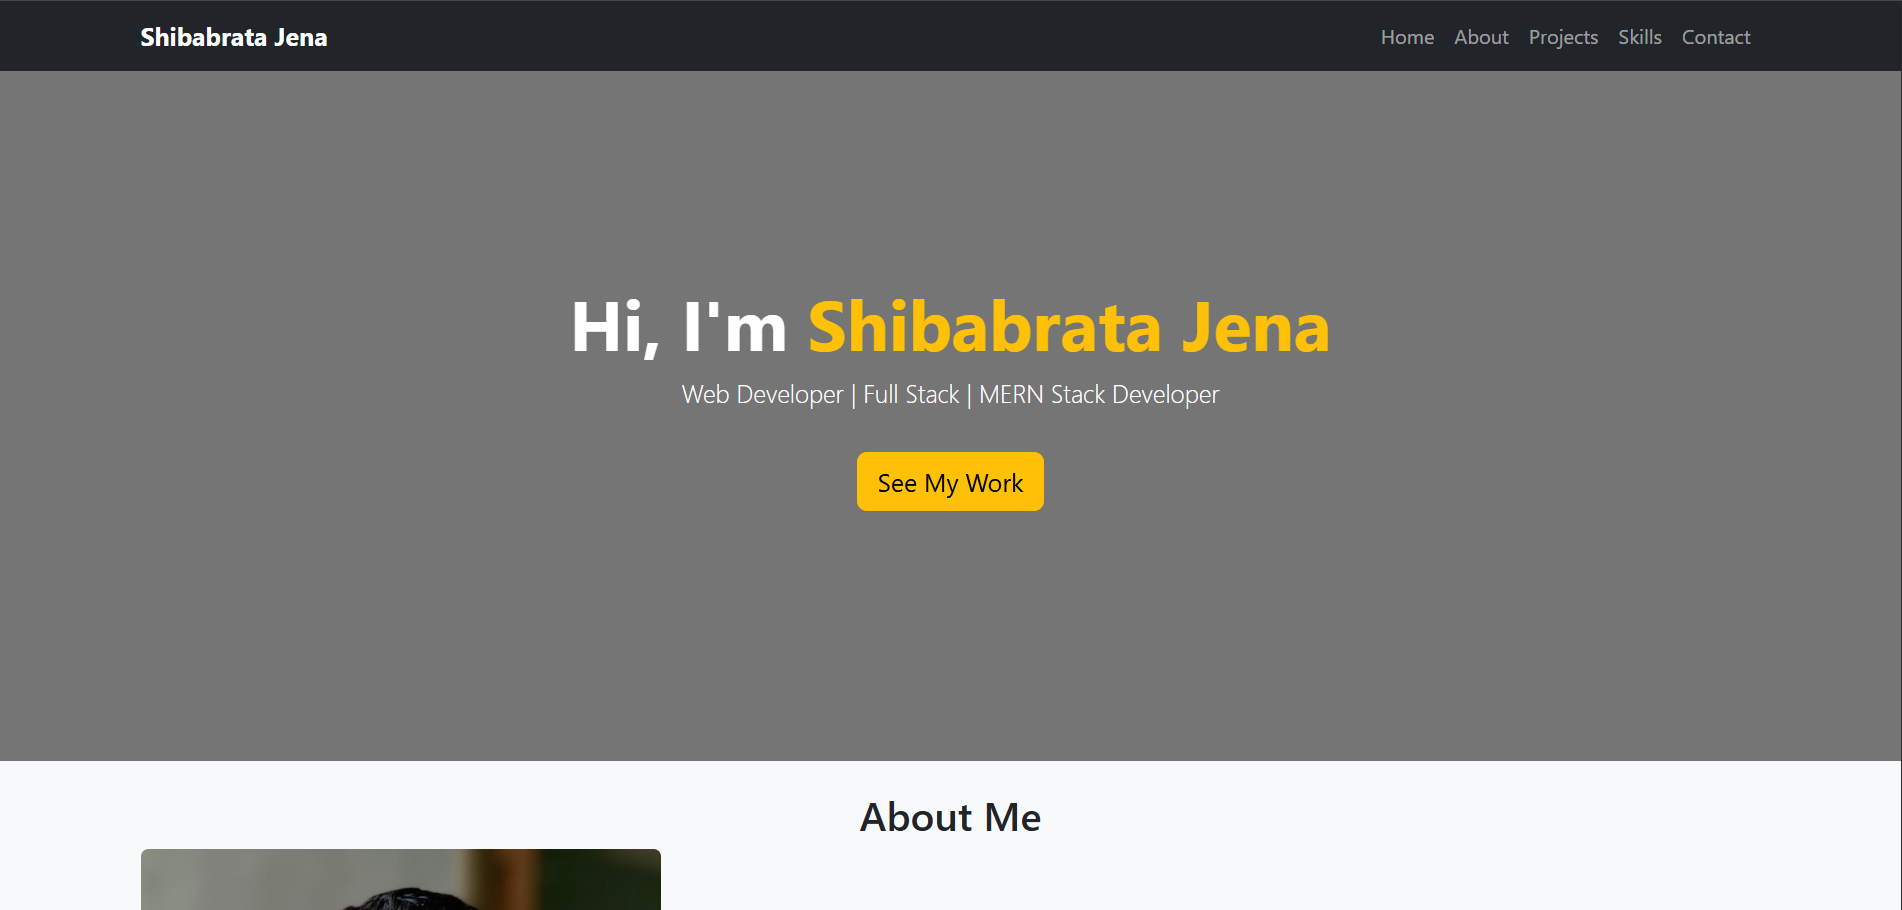 Shibabrata Jena
Home About Projects Skills Contact
Hi, I'm Shibabrata Jena
Web Developer | Full Stack | MERN Stack Developer
See My Work
About Me